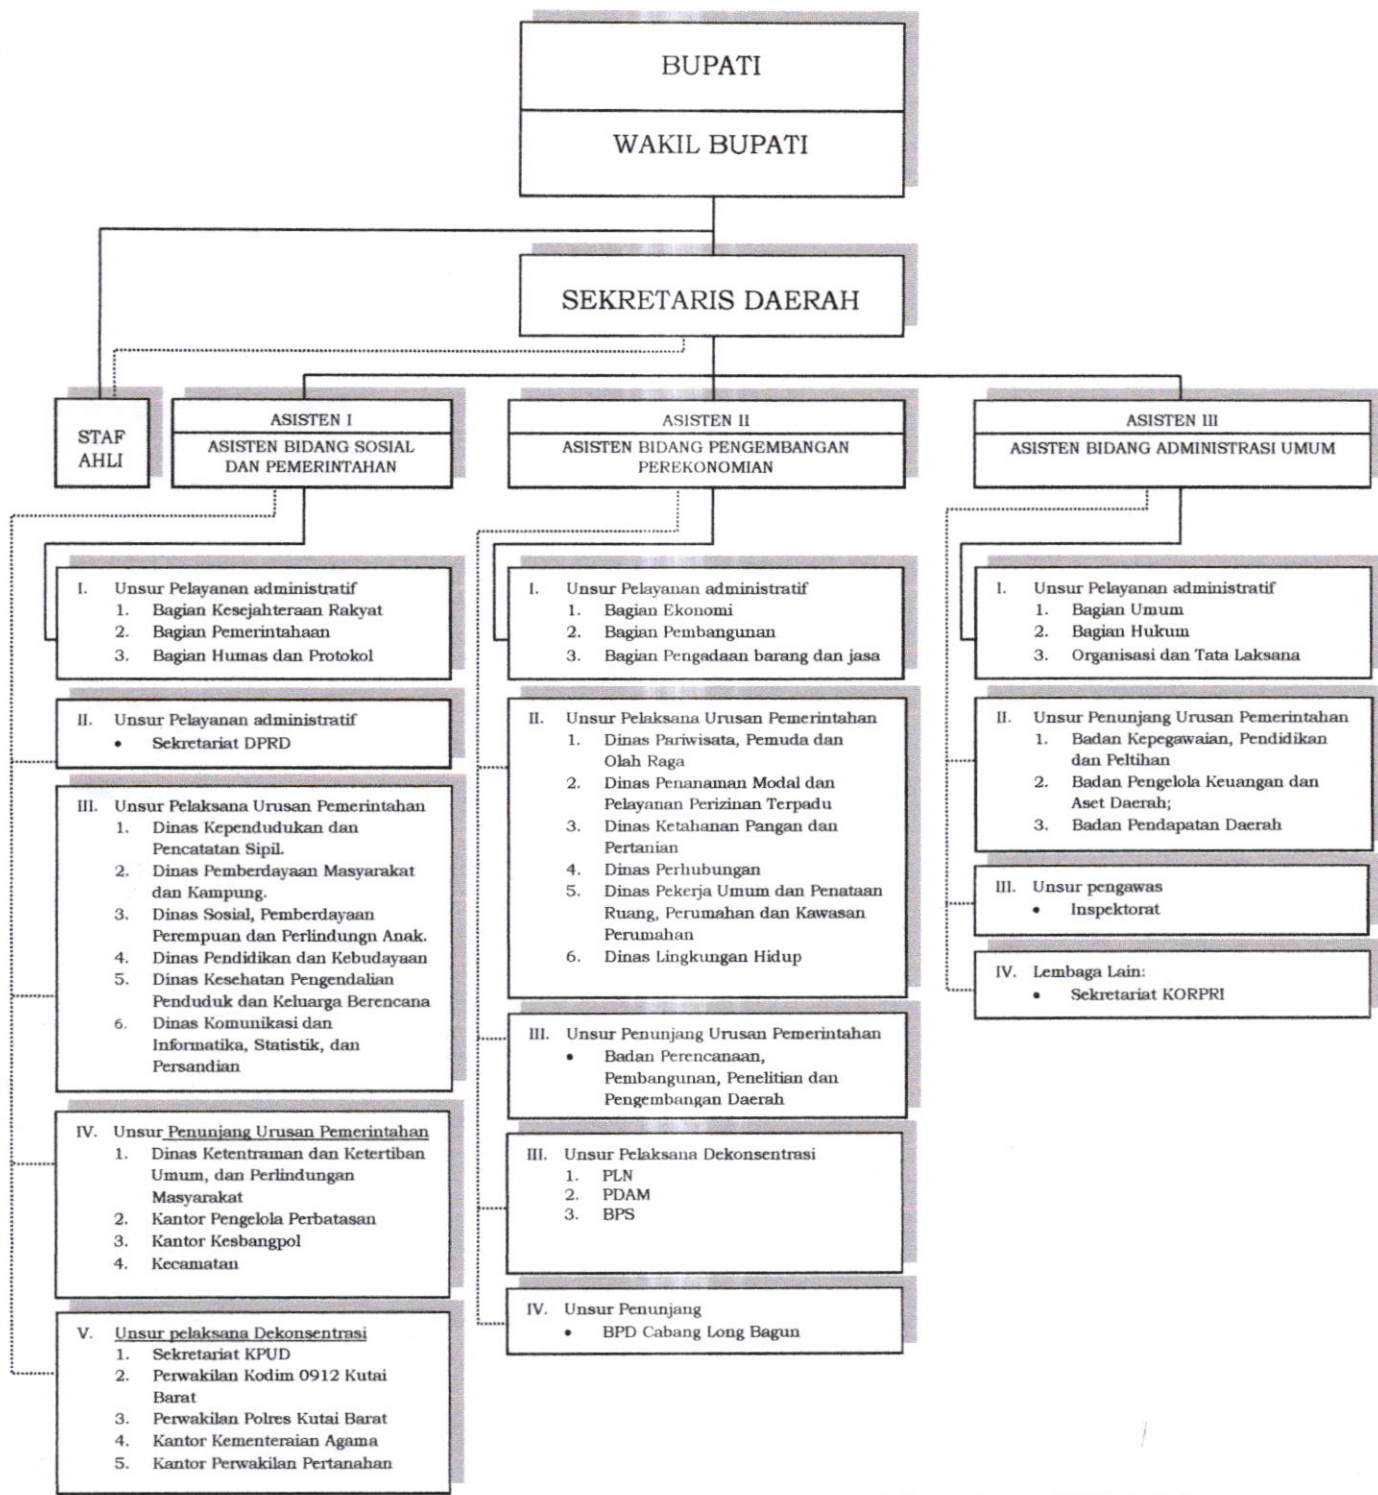 BUPATI
WAKIL BUPATI
SEKRETARIS DAERAH
STAF
AHLI
ASISTEN I
ASISTEN BIDANG SOSIAL
DAN PEMERINTAHAN
I. Unsur Pelayanan administratif
1. Bagian Kesejahteraan Rakyat
2. Bagian Pemerintahaan
3. Bagian Humas dan Protokol
II. Unsur Pelayanan administratif
• Sekretariat DPRD
III. Unsur Pelaksana Urusan Pemerintahan
1. Dinas Kependudukan dan
Pencatatan Sipil.
2. Dinas Pemberdayaan Masyarakat
dan Kampung.
3. Dinas Sosial, Pemberdayaan
Perempuan dan Perlindungn Anak.
4. Dinas Pendidikan dan Kebudayaan
5. Dinas Kesehatan Pengendalian
Penduduk dan Keluarga Berencana
6. Dinas Komunikasi dan
Informatika, Statistik, dan
Persandian
IV. Unsur Penunjang Urusan Pemerintahan
1. Dinas Ketentraman dan Ketertiban
Umum, dan Perlindungan
Masyarakat
2. Kantor Pengelola Perbatasan
3. Kantor Kesbangpol
4. Kecamatan
V. Unsur pelaksana Dekonsentrasi
1. Sekretariat KPUD
2. Perwakilan Kodim 0912 Kutai
Barat
3. Perwakilan Polres Kutai Barat
4. Kantor Kementeraian Agama
5. Kantor Perwakilan Pertanahan
ASISTEN II
ASISTEN BIDANG PENGEMBANGAN
PEREKONOMIAN
I. Unsur Pelayanan administratif
1. Bagian Ekonomi
2. Bagian Pembangunan
3. Bagian Pengadaan barang dan jasa
II. Unsur Pelaksana Urusan Pemerintahan
1. Dinas Pariwisata, Pemuda dan
Olah Raga
2. Dinas Penanaman Modal dan
Pelayanan Perizinan Terpadu
3. Dinas Ketahanan Pangan dan
Pertanian
4. Dinas Perhubungan
5. Dinas Pekerja Umum dan Penataan
Ruang, Perumahan dan Kawasan
Perumahan
6. Dinas Lingkungan Hidup
III. Unsur Penunjang Urusan Pemerintahan
• Badan Perencanaan,
Pembangunan, Penelitian dan
Pengembangan Daerah
III. Unsur Pelaksana Dekonsentrasi
1. PLN
2. PDAM
3. BPS
IV. Unsur Penunjang
• BPD Cabang Long Bagun
ASISTEN III
ASISTEN BIDANG ADMINISTRASI UMUM
I. Unsur Pelayanan administratif
1. Bagian Umum
2. Bagian Hukum
3. Organisasi dan Tata Laksana
II. Unsur Penunjang Urusan Pemerintahan
1. Badan Kepegawaian, Pendidikan
dan Peltihan
2. Badan Pengelola Keuangan dan
Aset Daerah;
3. Badan Pendapatan Daerah
III. Unsur pengawas
• Inspektorat
IV. Lembaga Lain:
• Sekretariat KORPRI